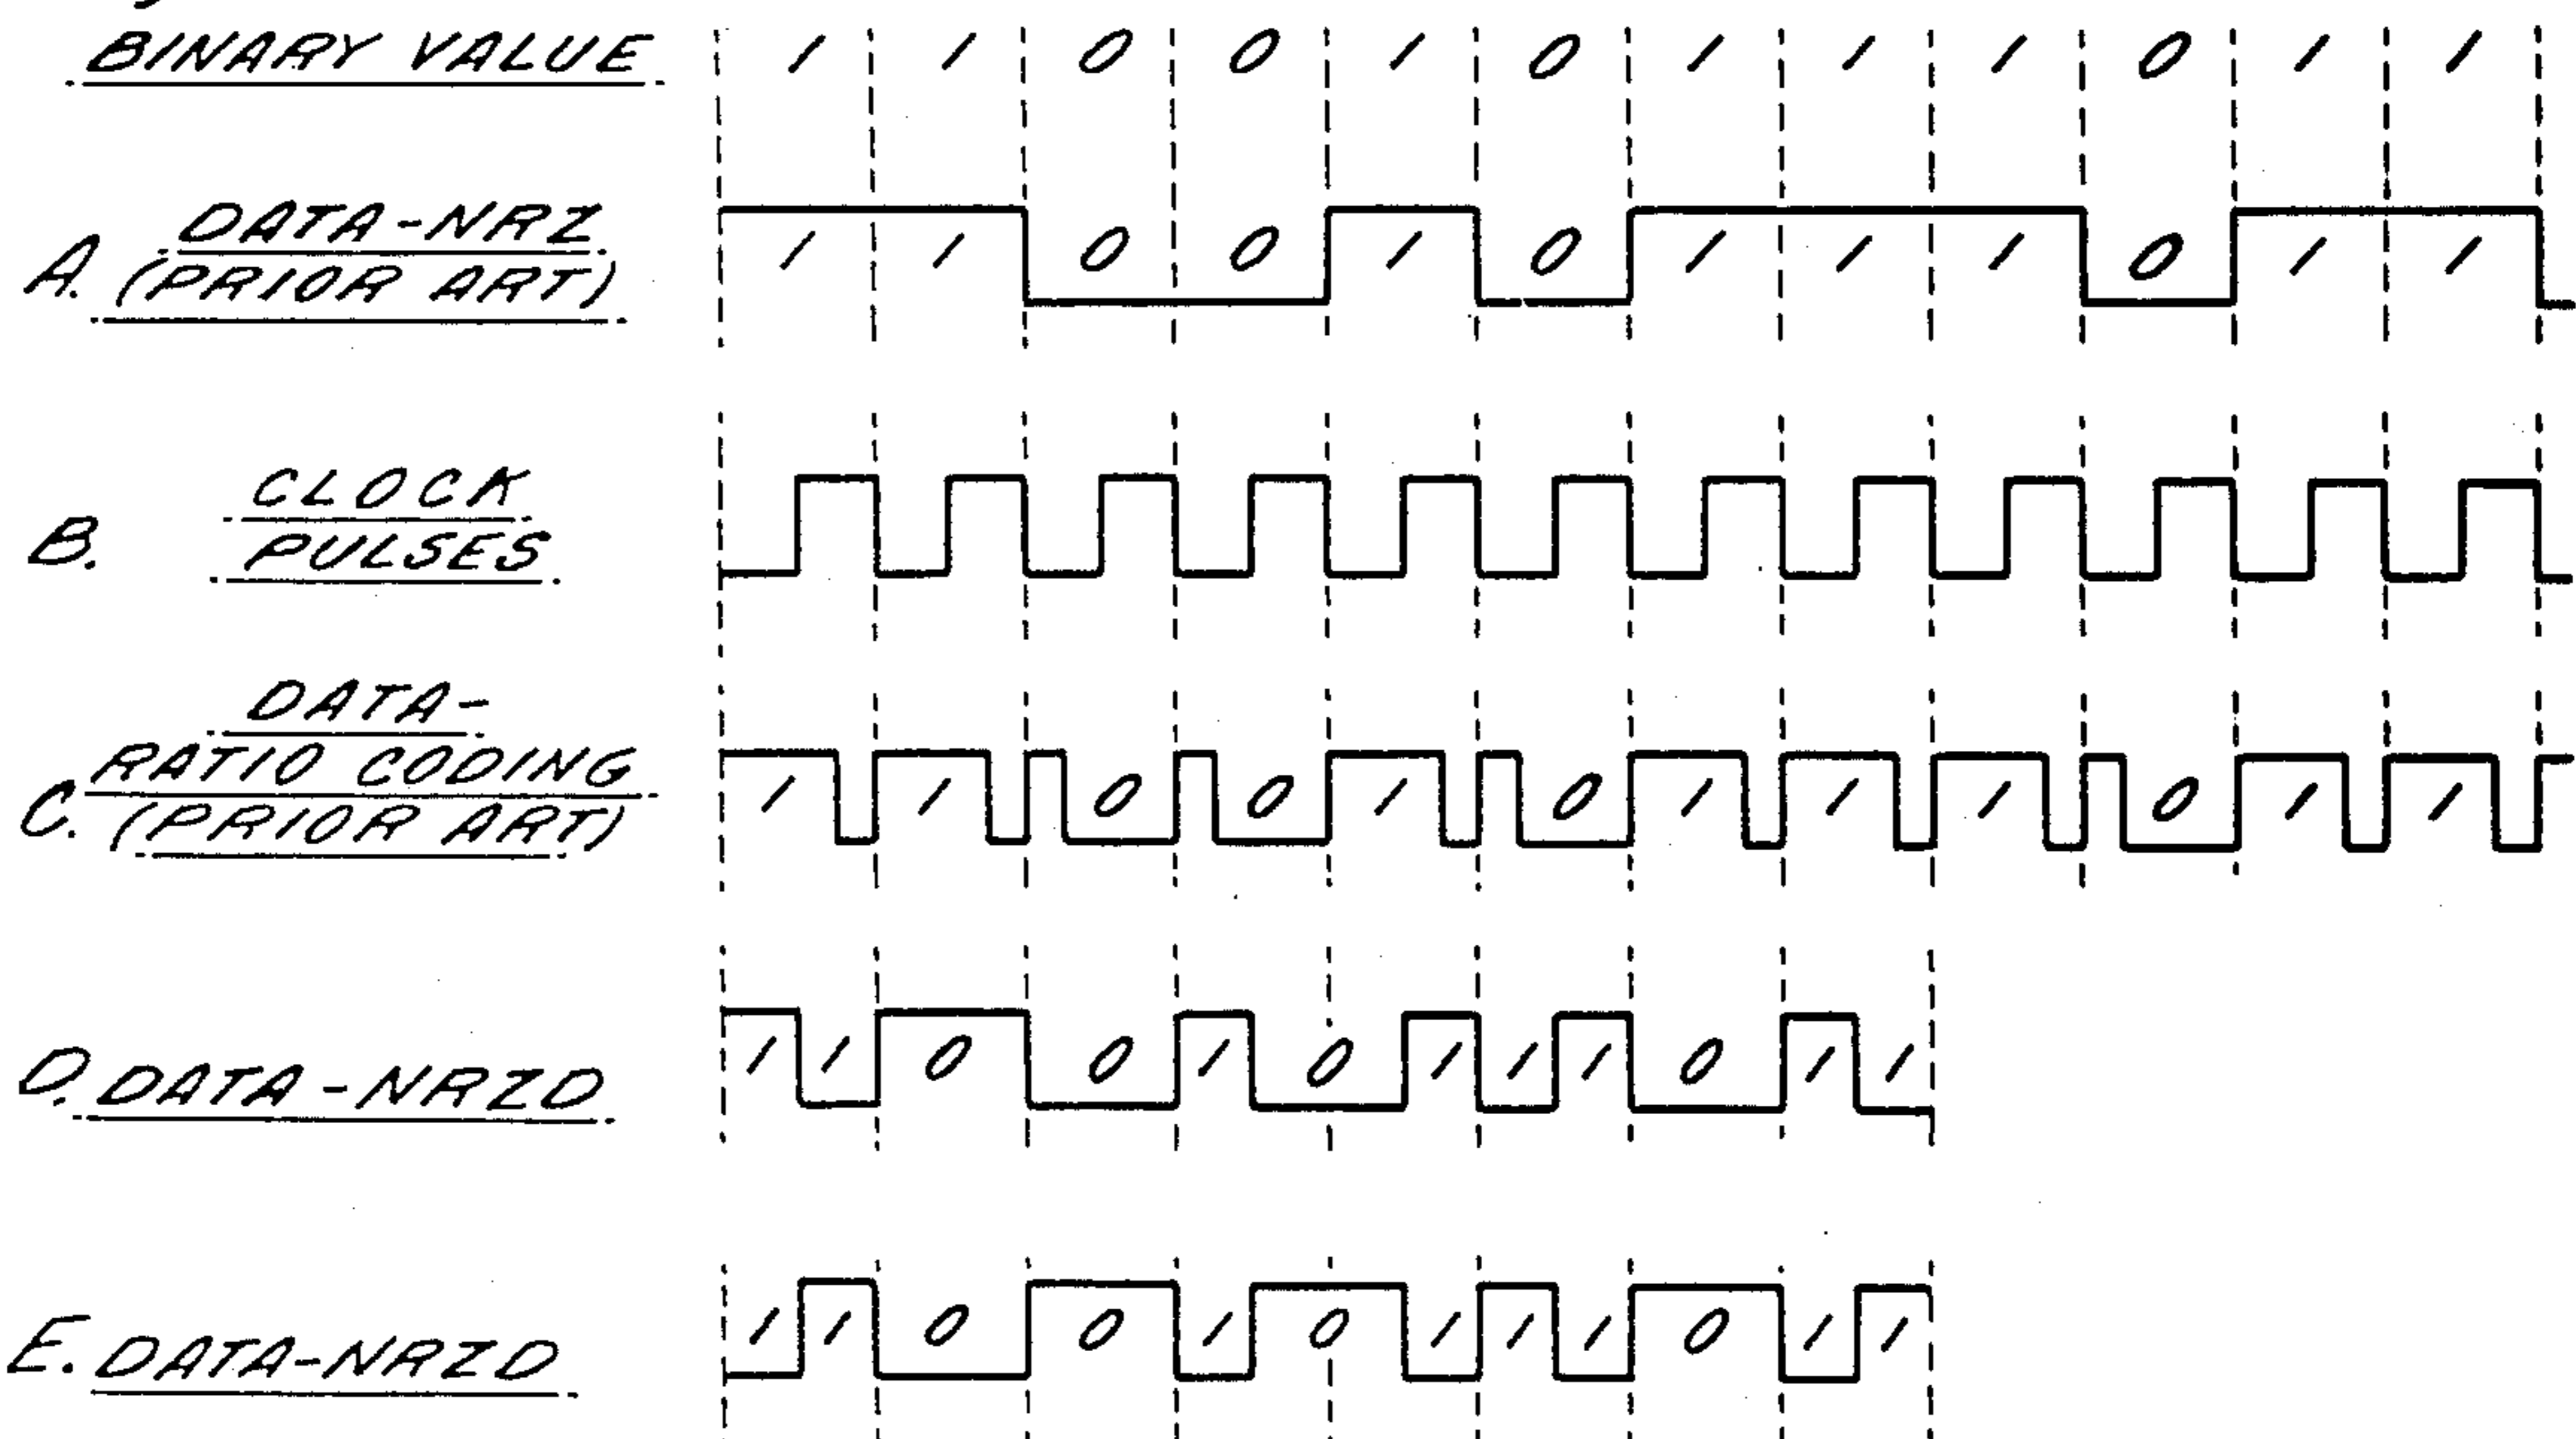 BINARY VALUE 1 1 0 0 1 0 1 1 1 0 1 1
A. DATA-NRZ
(PRIOR ART)
1 1 0 0 1 0 1 1 1 0 1 1
B. CLOCK
PULSES
DATA-
RATIO CODING
C. (PRIOR ART)
1 1 0 0 1 0 1 1 1 0 1 1
D. DATA-NRZD 1 1 0 0 1 0 1 1 1 0 1 1
E. DATA-NRZD 1 1 0 0 1 0 1 1 1 0 1 1